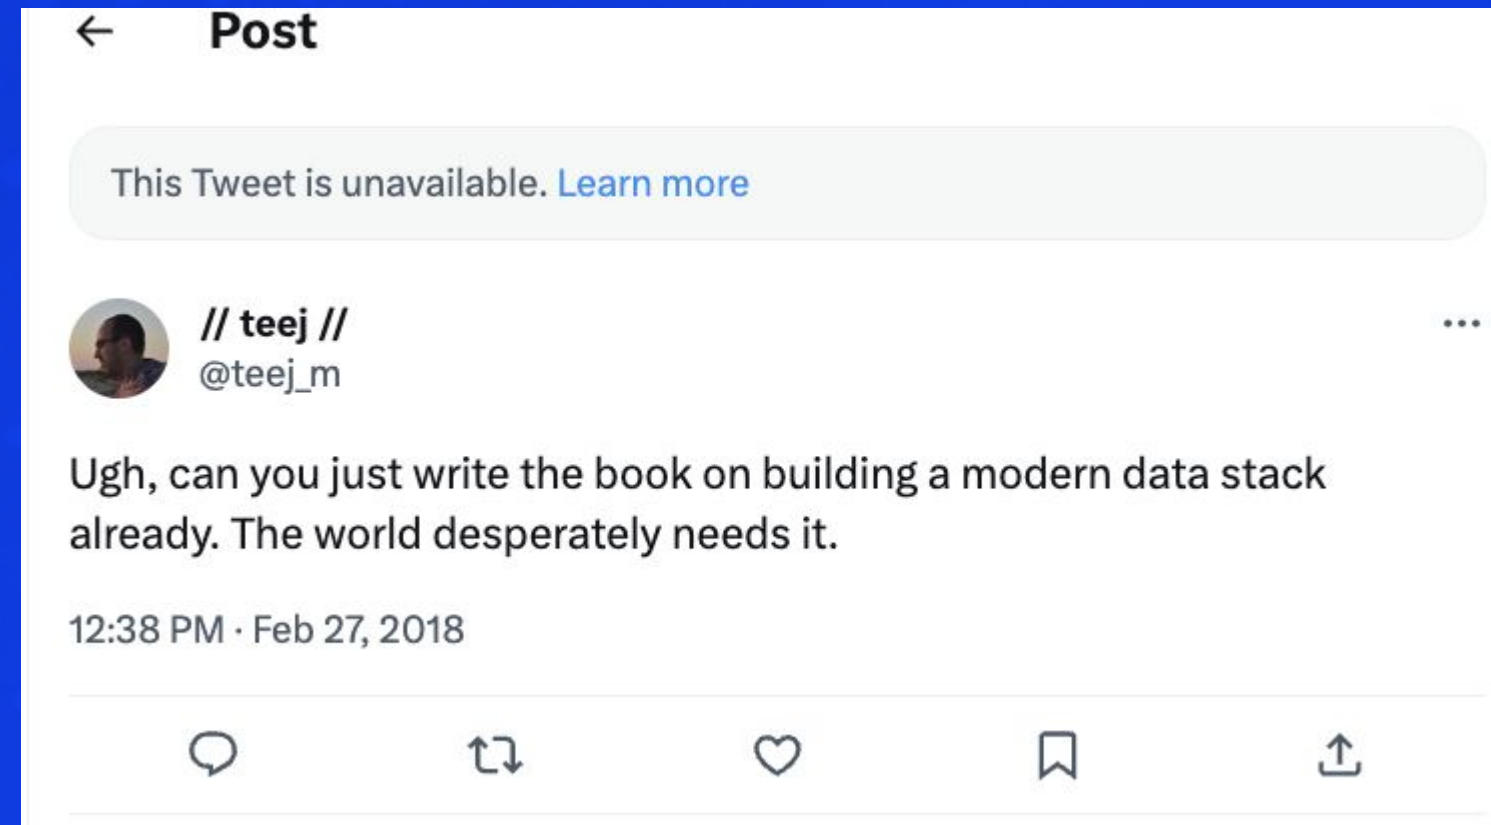 Post
This Tweet is unavailable. Learn more
// teej //
@teej_m
Ugh, can you just write the book on building a modern data stack
already. The world desperately needs it.
12:38 PM · Feb 27, 2018